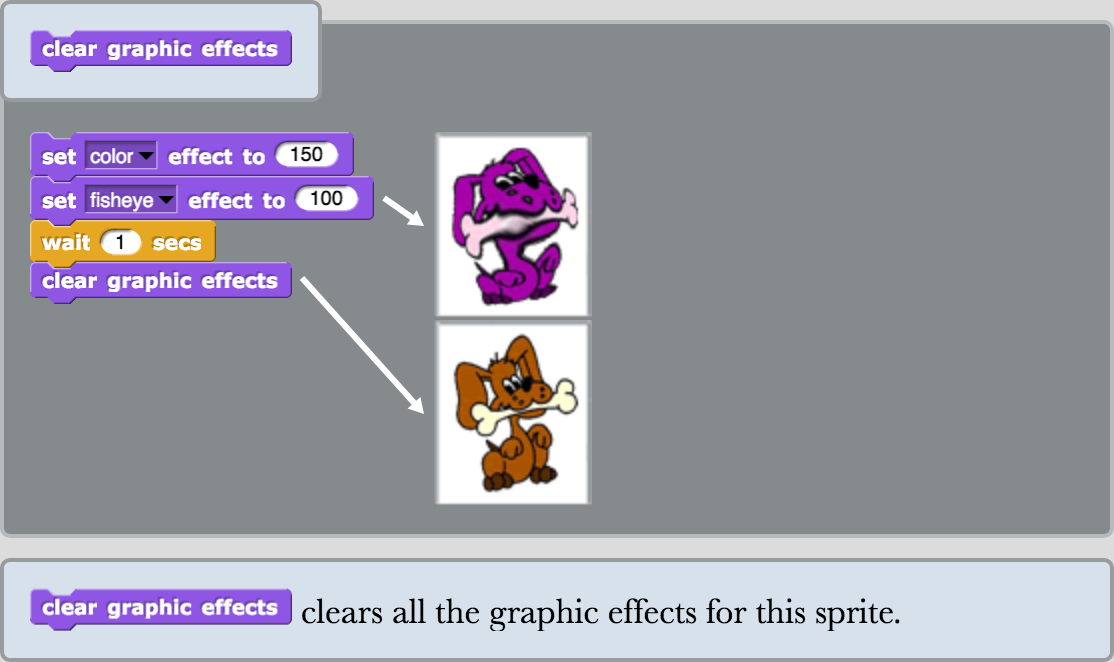 clear graphic effects
set color effect to 150
set fisheye effect to 100
wait 1 secs
clear graphic effects
clear graphic effects clears all the graphic effects for this sprite.